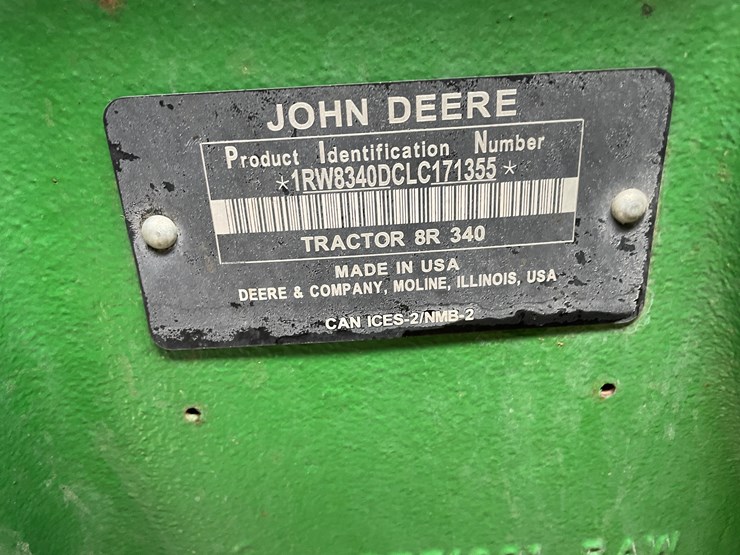 JOHN DEERE
Product Identification Number
*1RW8340DCLC171355*
TRACTOR 8R 340
MADE IN USA
DEERE & COMPANY, MOLINE, ILLINOIS, USA
CAN ICES-2/NMB-2